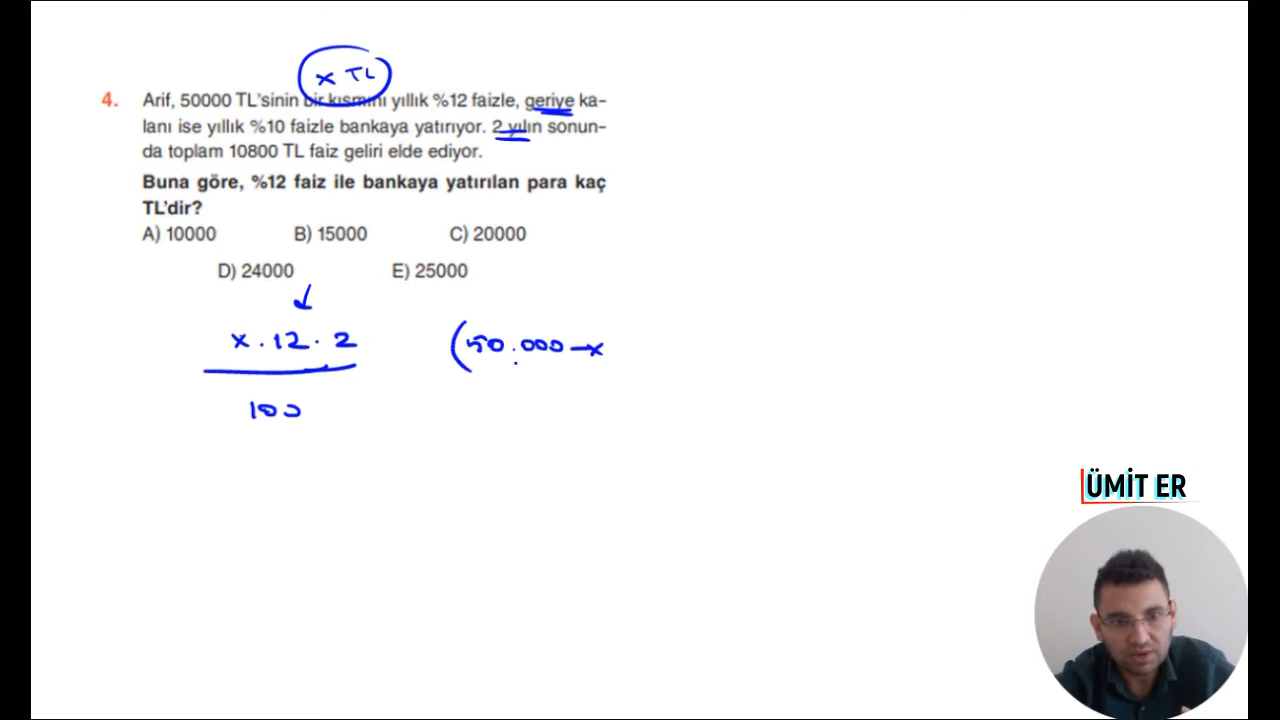 x TL
4. Arif, 50000 TL'sinin bir kısmını yıllık %12 faizle, geriye ka-
lanı ise yıllık %10 faizle bankaya yatırıyor. 2 yılın sonun-
da toplam 10800 TL faiz geliri elde ediyor.
Buna göre, %12 faiz ile bankaya yatırılan para kaç
TL'dir?
A) 10000 B) 15000 C) 20000
D) 24000 E) 25000
x . 12 . 2 (50.000 - x
100
ÜMİT ER